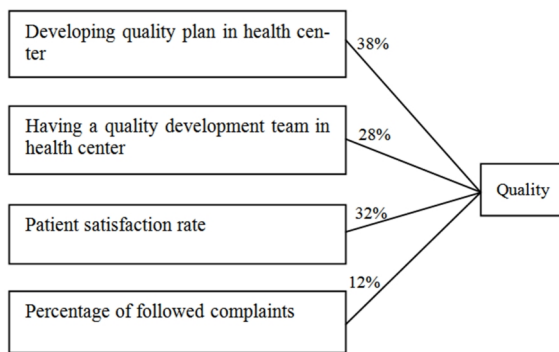 Developing quality plan in health cen-
ter
38%
Having a quality development team in
health center
28%
Quality
Patient satisfaction rate
32%
12%
Percentage of followed complaints